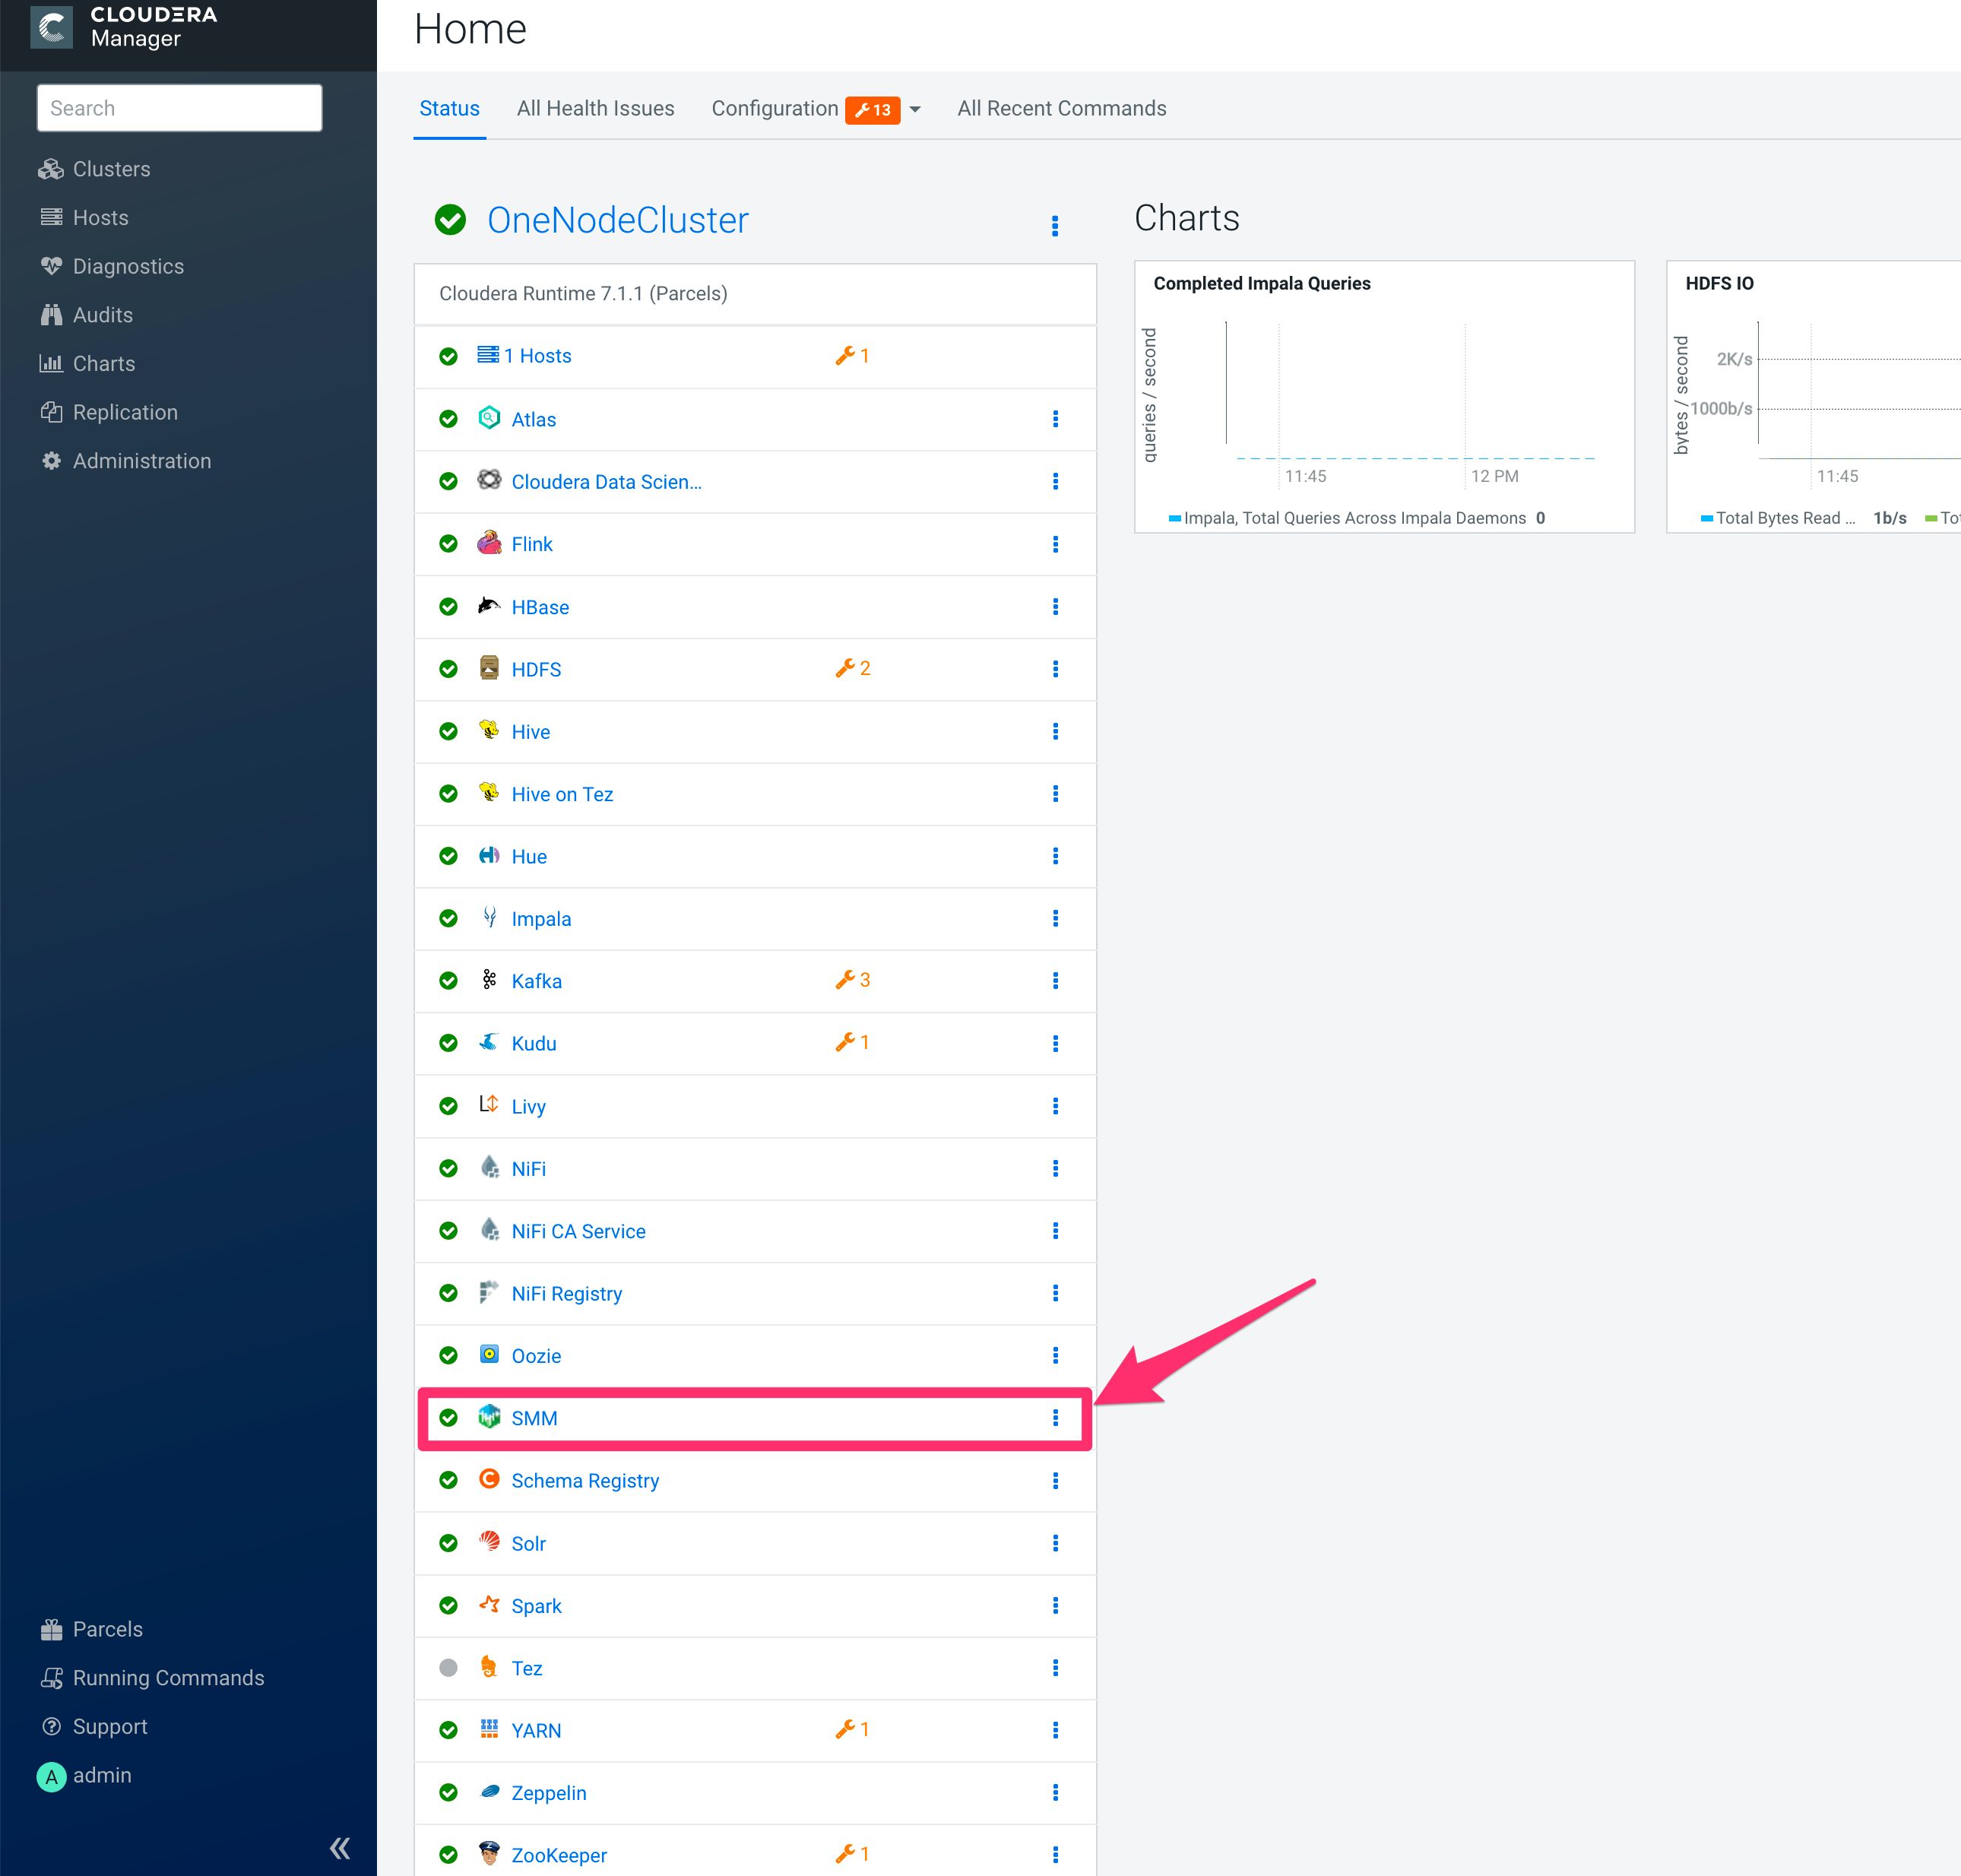 CLOUDERA
Manager
Search
Clusters
Hosts
Diagnostics
Audits
Charts
Replication
Administration
Parcels
Running Commands
Support
A admin
Home
Status All Health Issues Configuration 13 All Recent Commands
OneNodeCluster
Cloudera Runtime 7.1.1 (Parcels)
1 Hosts 1
Atlas
Cloudera Data Scien...
Flink
HBase
HDFS 2
Hive
Hive on Tez
Hue
Impala
Kafka 3
Kudu 1
Livy
NiFi
NiFi CA Service
NiFi Registry
Oozie
SMM
Schema Registry
Solr
Spark
Tez
YARN 1
Zeppelin
ZooKeeper 1
Charts
Completed Impala Queries
queries / second
11:45 12 PM
Impala, Total Queries Across Impala Daemons 0
HDFS IO
bytes / second
2K/s
1000b/s
11:45
Total Bytes Read ... 1b/s